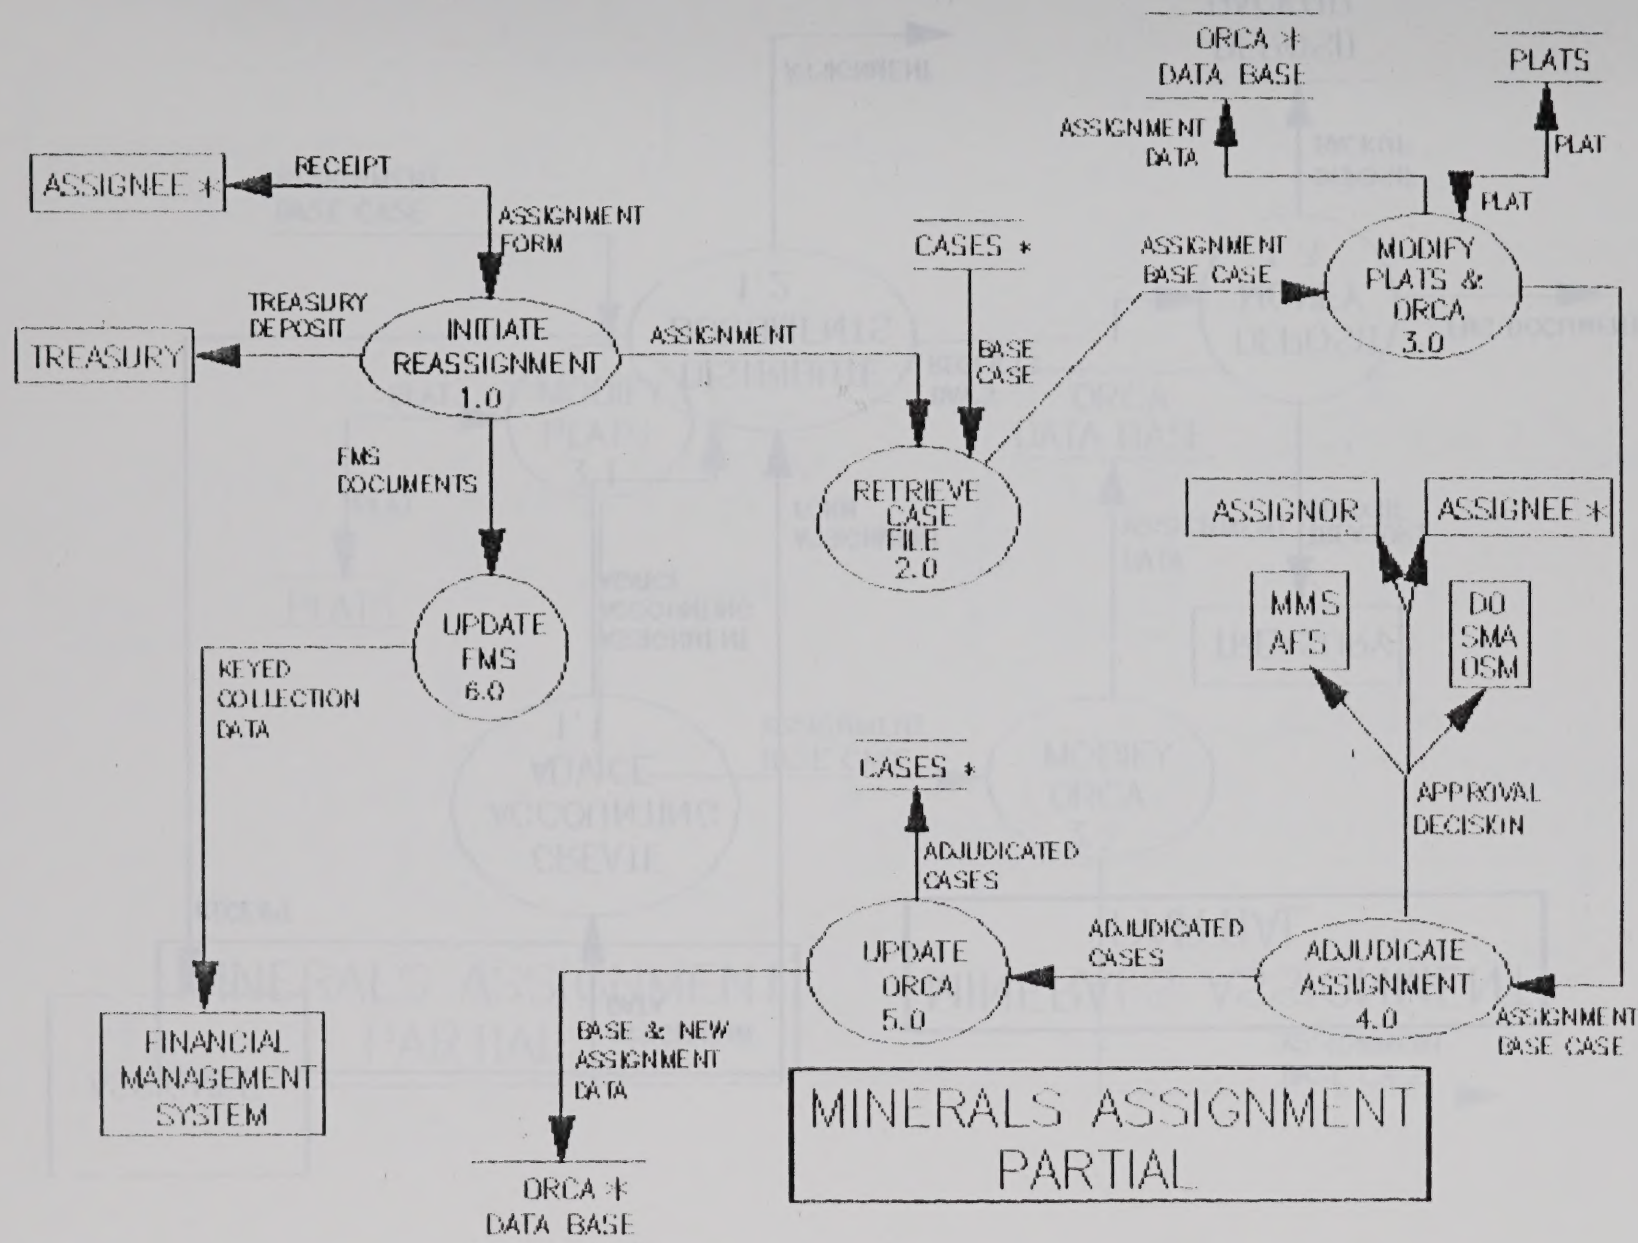 ORCA *
DATA BASE
PLATS
ASSIGNMENT
DATA
PLAT
PLAT
ASSIGNEE *
RECEIPT
ASSIGNMENT
FORM
CASES *
ASSIGNMENT
BASE CASE
MODIFY
PLATS &
ORCA
3.0
TREASURY
DEPOSIT
TREASURY
INITIATE
REASSIGNMENT
1.0
ASSIGNMENT
BASE
CASE
FMS
DOCUMENTS
RETRIEVE
CASE
FILE
2.0
ASSIGNOR
ASSIGNEE *
MMS
AFS
DO
SMA
OSM
UPDATE
FMS
6.0
KEYED
COLLECTION
DATA
CASES *
APPROVAL
DECISION
ADJUDICATED
CASES
UPDATE
ORCA
5.0
ADJUDICATED
CASES
ADJUDICATE
ASSIGNMENT
4.0
ASSIGNMENT
BASE CASE
FINANCIAL
MANAGEMENT
SYSTEM
BASE & NEW
ASSIGNMENT
DATA
ORCA *
DATA BASE
MINERALS ASSIGNMENT
PARTIAL